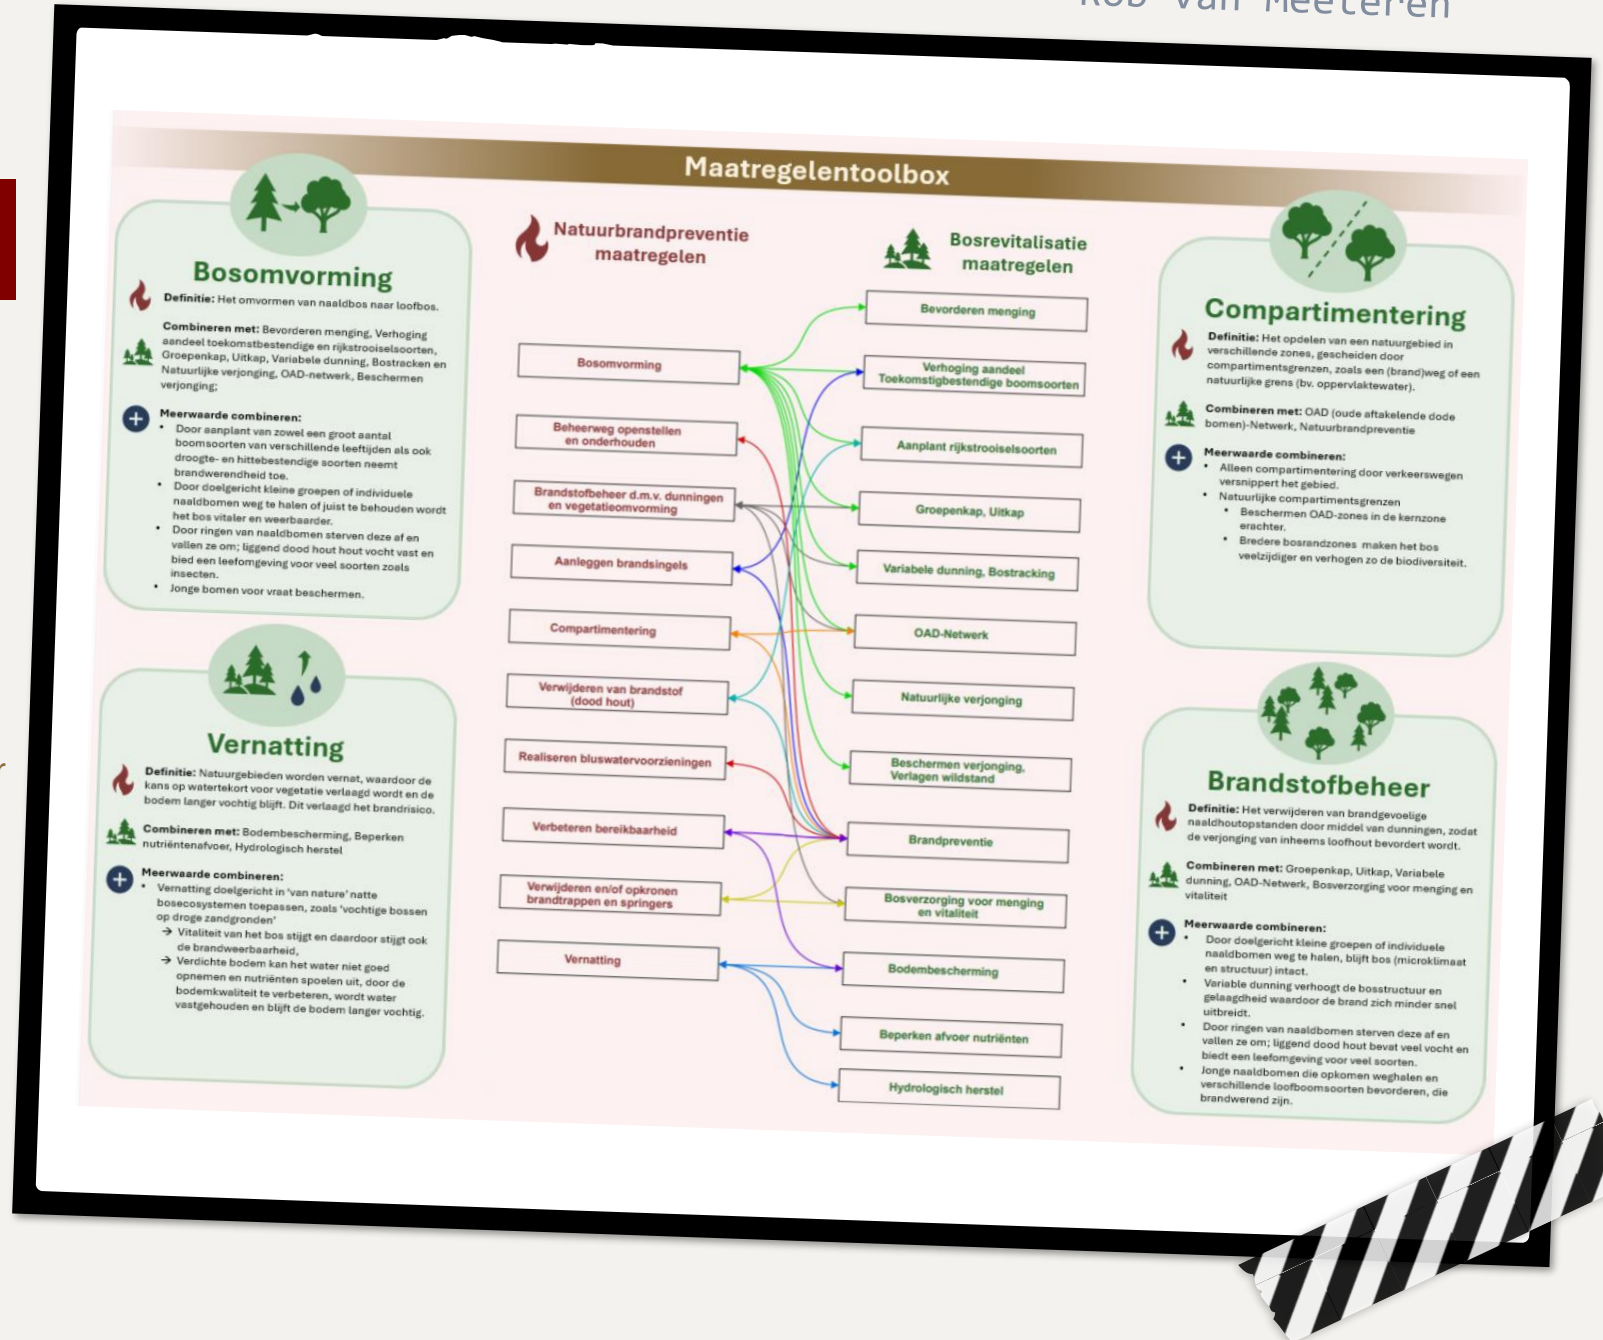 Rob van Meeteren
Maatregelentoolbox
Bosomvorming
Definitie: Het omvormen van naaldbos naar loofbos.
Combineren met: Bevorderen menging, Verhoging
aandeel toekomstbestendige en rijkstrooiselsoorten,
Groepenkap, Uitkap, Variabele dunning, Bostracken en
Natuurlijke verjonging, OAD-netwerk, Beschermen
verjonging;
Meerwaarde combineren:
• Door aanplant van zowel een groot aantal
boomsoorten van verschillende leeftijden als ook
droogte- en hittebestendige soorten neemt
brandwerendheid toe.
• Door doelgericht kleine groepen of individuele
naaldbomen weg te halen of juist te behouden wordt
het bos vitaler en weerbaarder.
• Door ringen van naaldbomen sterven deze af en
vallen ze om; liggend dood hout hout vocht vast en
bied een leefomgeving voor veel soorten zoals
insecten.
• Jonge bomen voor vraat beschermen.
Vernatting
Definitie: Natuurgebieden worden vernat, waardoor de
kans op watertekort voor vegetatie verlaagd wordt en de
bodem langer vochtig blijft. Dit verlaagd het brandrisico.
Combineren met: Bodembescherming, Beperken
nutriëntenafvoer, Hydrologisch herstel
Meerwaarde combineren:
• Vernatting doelgericht in ‘van nature’ natte
bosecosystemen toepassen, zoals ‘vochtige bossen
op droge zandgronden’
→ Vitaliteit van het bos stijgt en daardoor stijgt ook
de brandweerbaarheid,
→ Verdichte bodem kan het water niet goed
opnemen en nutriënten spoelen uit, door de
bodemkwaliteit te verbeteren, wordt water
vastgehouden en blijft de bodem langer vochtig.
Natuurbrandpreventie
maatregelen
Bosomvorming
Beheerweg openstellen
en onderhouden
Brandstofbeheer d.m.v. dunningen
en vegetatieomvorming
Aanleggen brandsingels
Compartimentering
Verwijderen van brandstof
(dood hout)
Realiseren bluswatervoorzieningen
Verbeteren bereikbaarheid
Verwijderen en/of opkronen
brandtrappen en springers
Vernatting
Bosrevitalisatie
maatregelen
Bevorderen menging
Verhoging aandeel
Toekomstigbestendige boomsoorten
Aanplant rijkstrooiselsoorten
Groepenkap, Uitkap
Variabele dunning, Bostracking
OAD-Netwerk
Natuurlijke verjonging
Beschermen verjonging,
Verlagen wildstand
Brandpreventie
Bosverzorging voor menging
en vitaliteit
Bodembescherming
Beperken afvoer nutriënten
Hydrologisch herstel
Compartimentering
Definitie: Het opdelen van een natuurgebied in
verschillende zones, gescheiden door
compartimentsgrenzen, zoals een (brand)weg of een
natuurlijke grens (bv. oppervlaktewater).
Combineren met: OAD (oude aftakelende dode
bomen)-Netwerk, Natuurbrandpreventie
Meerwaarde combineren:
• Alleen compartimentering door verkeerswegen
versnippert het gebied.
• Natuurlijke compartimentsgrenzen
• Beschermen OAD-zones in de kernzone
erachter.
• Bredere bosrandzones maken het bos
veelzijdiger en verhogen zo de biodiversiteit.
Brandstofbeheer
Definitie: Het verwijderen van brandgevoelige
naaldhoutopstanden door middel van dunningen, zodat
de verjonging van inheems loofhout bevordert wordt.
Combineren met: Groepenkap, Uitkap, Variabele
dunning, OAD-Netwerk, Bosverzorging voor menging en
vitaliteit
Meerwaarde combineren:
• Door doelgericht kleine groepen of individuele
naaldbomen weg te halen, blijft bos (microklimaat
en structuur) intact.
• Variable dunning verhoogt de bosstructuur en
gelaagdheid waardoor de brand zich minder snel
uitbreidt.
• Door ringen van naaldbomen sterven deze af en
vallen ze om; liggend dood hout bevat veel vocht en
biedt een leefomgeving voor veel soorten.
• Jonge naaldbomen die opkomen weghalen en
verschillende loofboomsoorten bevorderen, die
brandwerend zijn.